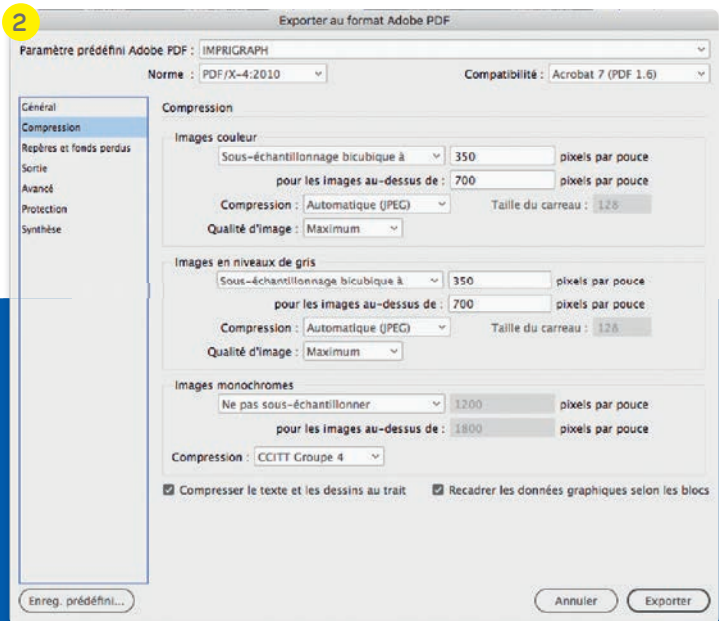 2
Exporter au format Adobe PDF
Paramètre prédéfini Adobe PDF : IMPRIGRAPH
Norme : PDF/X-4:2010 Compatibilité : Acrobat 7 (PDF 1.6)
Général
Compression
Repères et fonds perdus
Sortie
Avancé
Protection
Synthèse
Compression
Images couleur
Sous-échantillonnage bicubique à 350 pixels par pouce
pour les images au-dessus de : 700 pixels par pouce
Compression : Automatique (JPEG) Taille du carreau : 128
Qualité d'image : Maximum
Images en niveaux de gris
Sous-échantillonnage bicubique à 350 pixels par pouce
pour les images au-dessus de : 700 pixels par pouce
Compression : Automatique (JPEG) Taille du carreau : 128
Qualité d'image : Maximum
Images monochromes
Ne pas sous-échantillonner 1200 pixels par pouce
pour les images au-dessus de : 1800 pixels par pouce
Compression : CCITT Groupe 4
Compresser le texte et les dessins au trait Recadrer les données graphiques selon les blocs
Enreg. prédéfini... Annuler Exporter